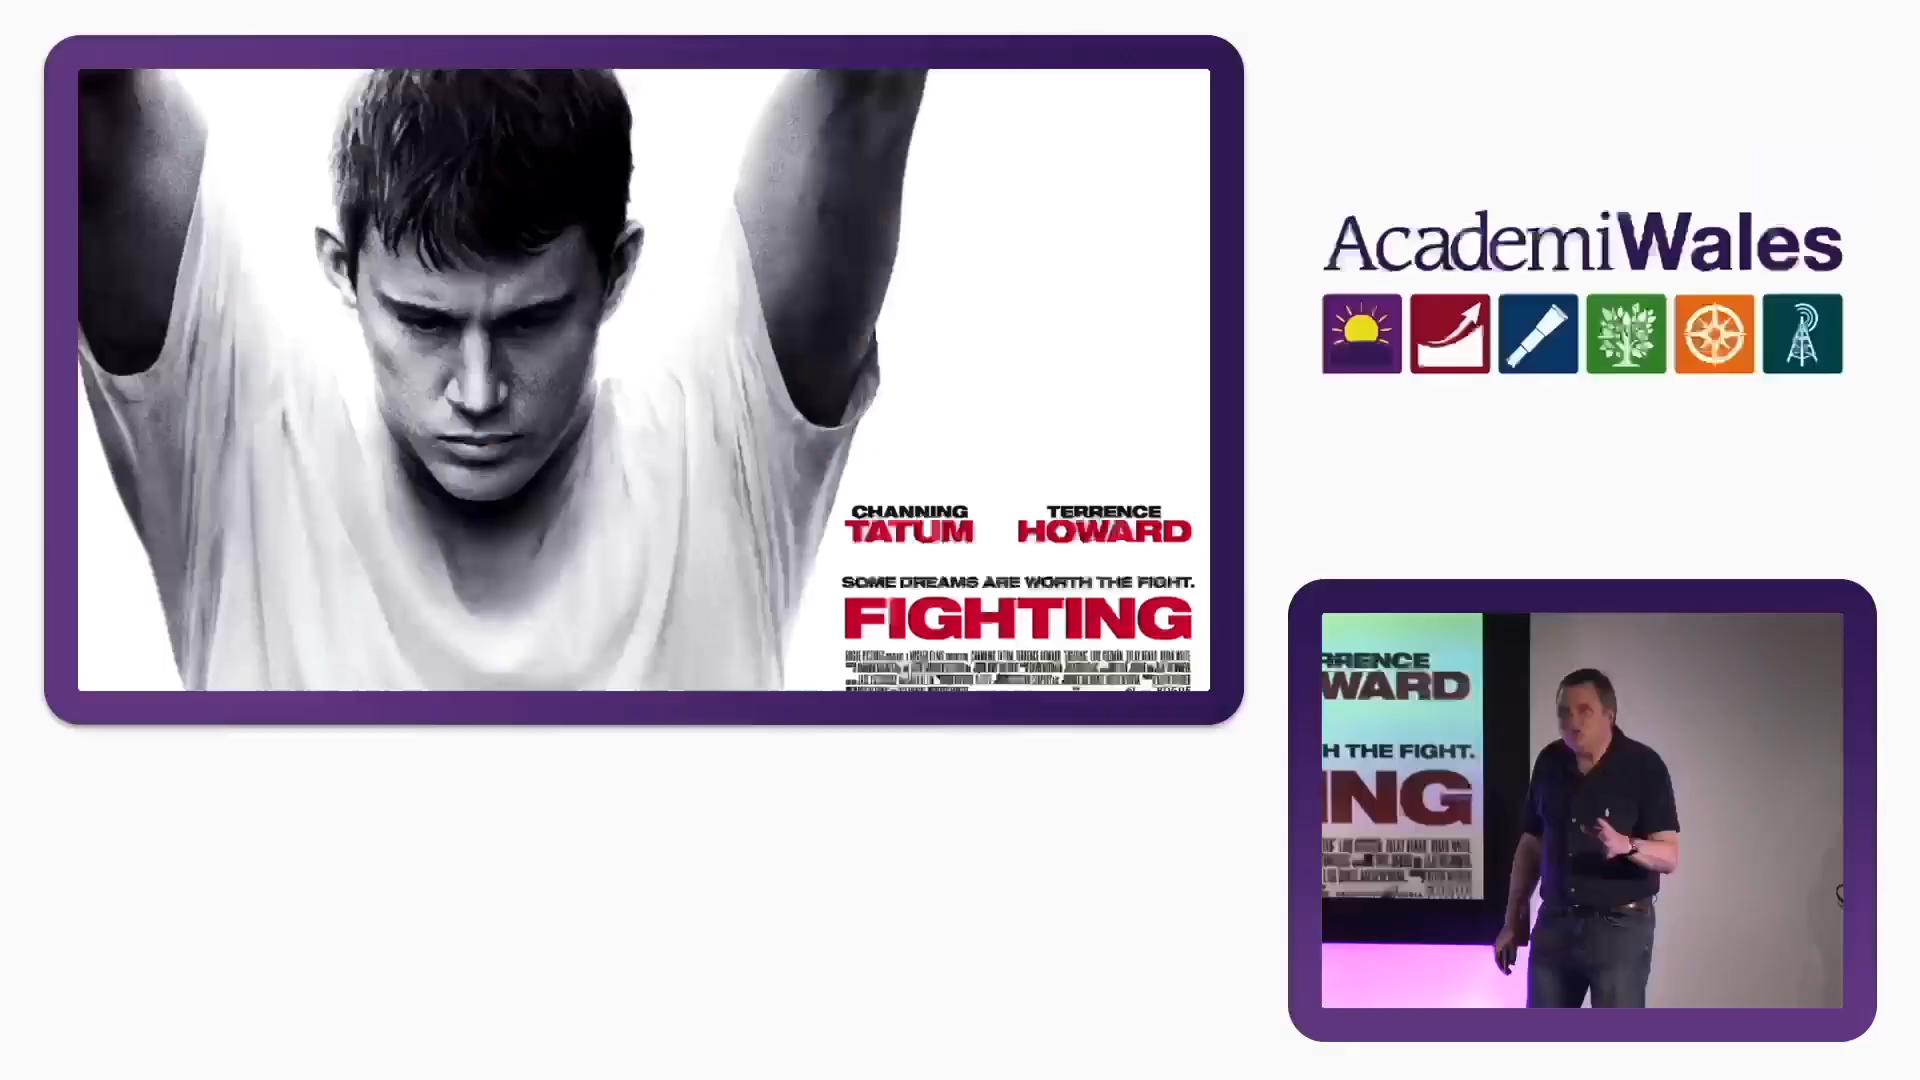 CHANNING TERRENCE
TATUM HOWARD
SOME DREAMS ARE WORTH THE FIGHT.
FIGHTING
AcademiWales
RRENCE
WARD
H THE FIGHT.
ING